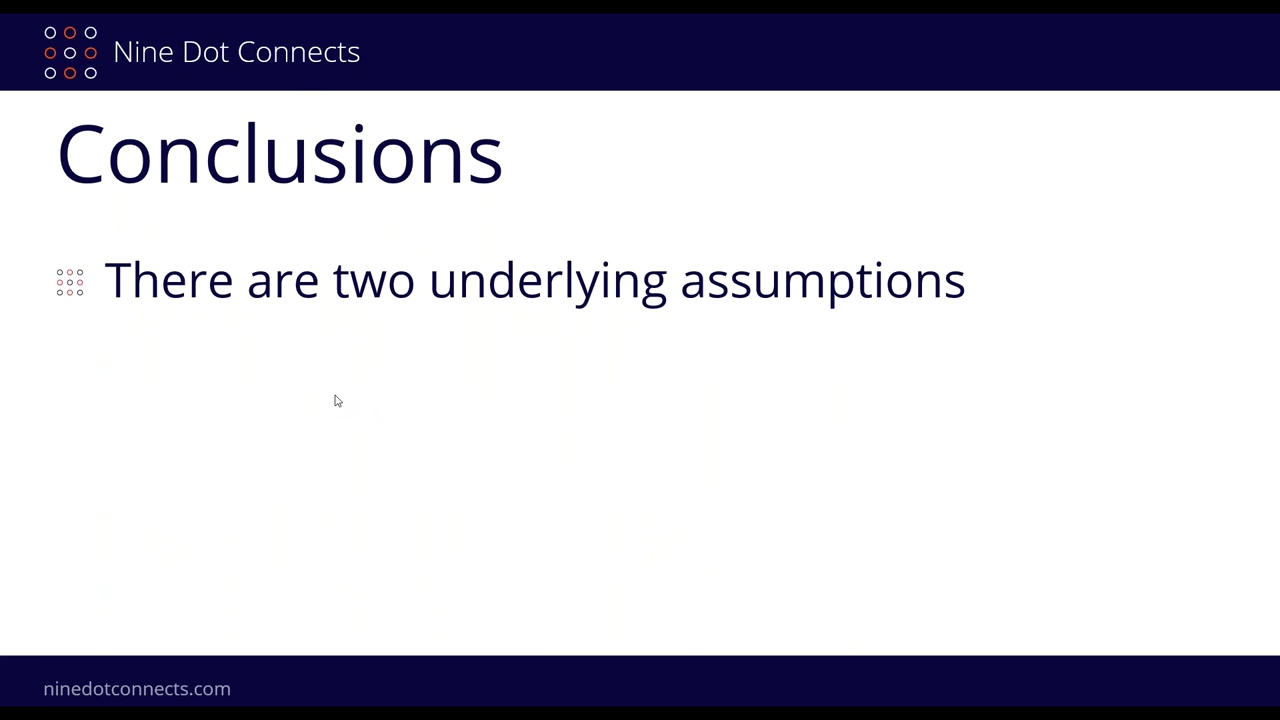 Nine Dot Connects
Conclusions
There are two underlying assumptions
ninedotconnects.com